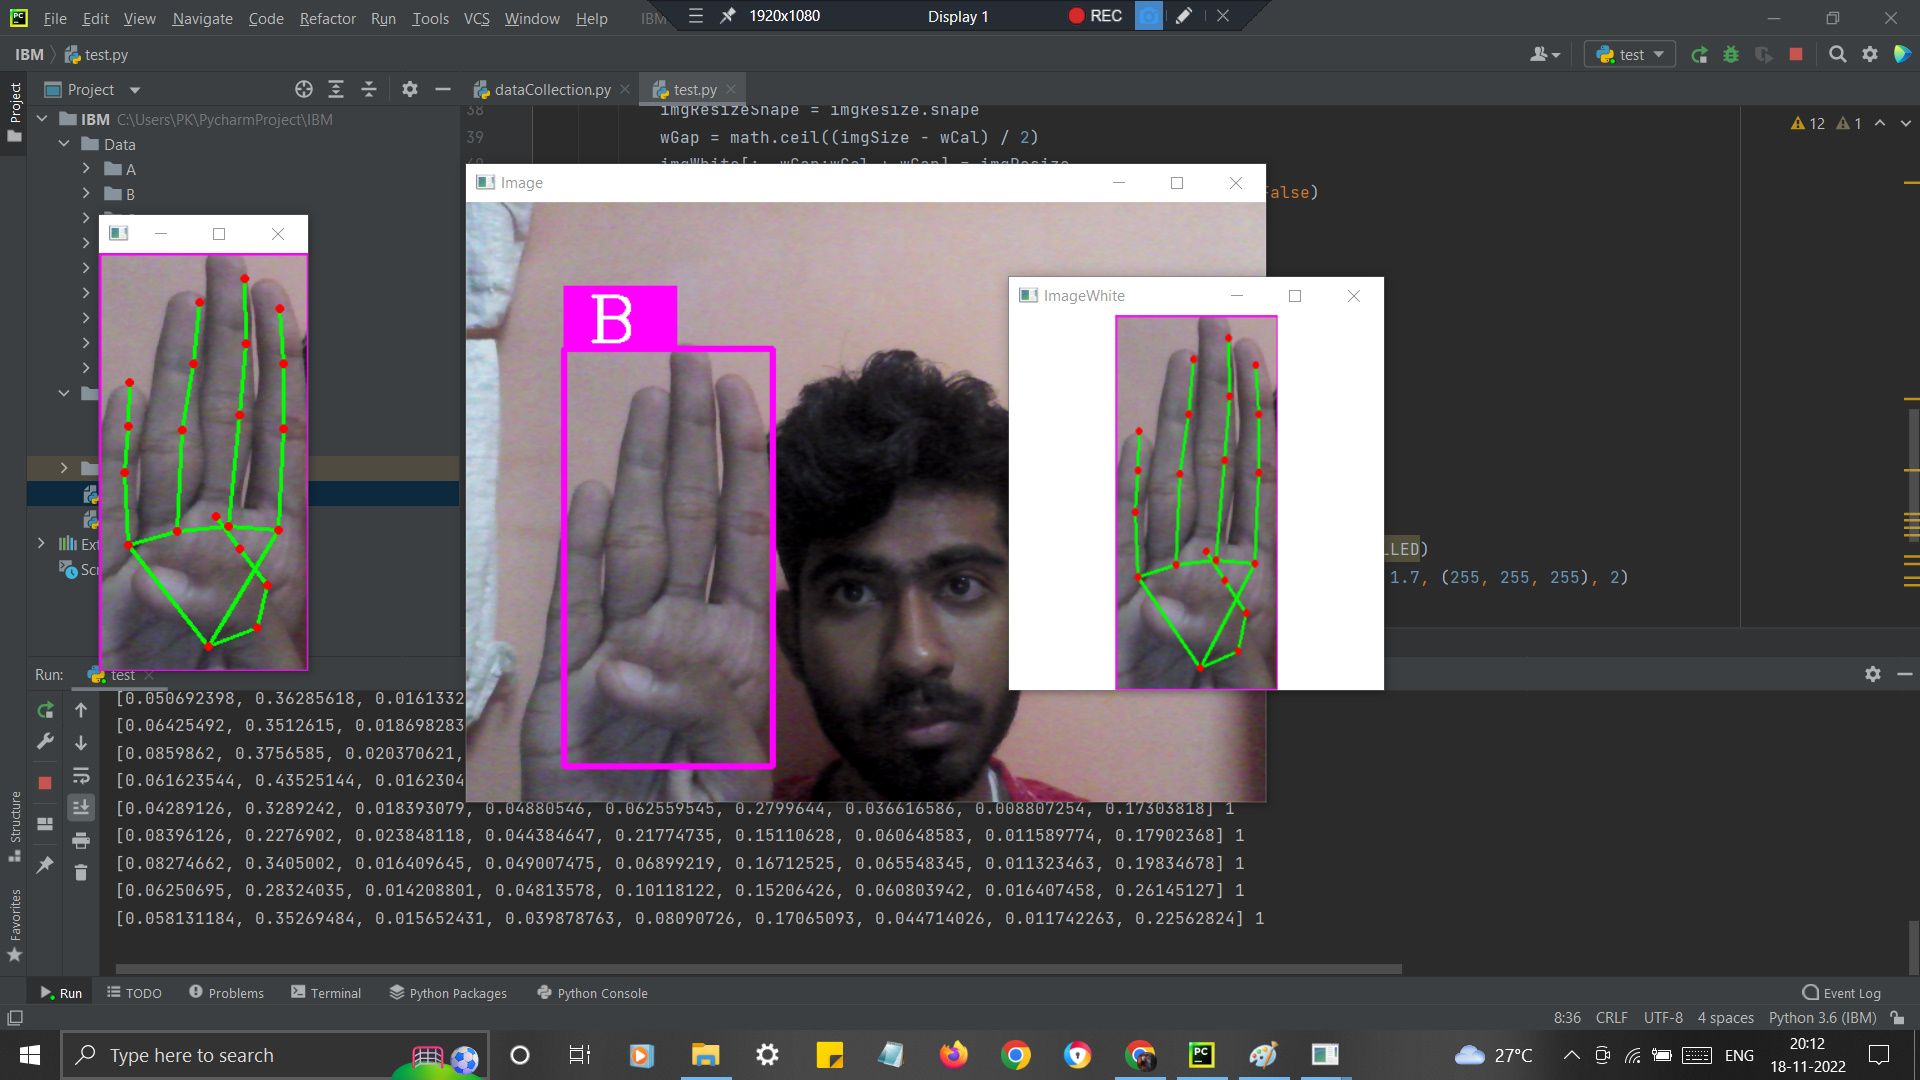 File Edit View Navigate Code Refactor Run Tools VCS Window Help IBM
1920x1080 Display 1 REC
IBM test.py
test
Project
Project
dataCollection.py test.py
IBM C:\Users\PK\PycharmProject\IBM
Data
A
B
38 imgResizeShape = imgResize.shape
39 wGap = math.ceil((imgSize - wCal) / 2)
imgWhite[:, wGap:wCal + wGap] = imgResize
False)
12 1
Image
B
ImageWhite
LLED)
1.7, (255, 255, 255), 2)
Run: test
[0.050692398, 0.36285618, 0.0161332
[0.06425492, 0.3512615, 0.018698283
[0.0859862, 0.3756585, 0.020370621,
[0.061623544, 0.43525144, 0.0162304
[0.04289126, 0.3289242, 0.018393079, 0.04880546, 0.062559545, 0.2799644, 0.036616586, 0.008807254, 0.17303818] 1
[0.08396126, 0.2276902, 0.023848118, 0.044384647, 0.21774735, 0.15110628, 0.060648583, 0.011589774, 0.17902368] 1
[0.08274662, 0.3405002, 0.016409645, 0.049007475, 0.06899219, 0.16712525, 0.065548345, 0.011323463, 0.19834678] 1
[0.06250695, 0.28324035, 0.014208801, 0.04813578, 0.10118122, 0.15206426, 0.060803942, 0.016407458, 0.26145127] 1
[0.058131184, 0.35269484, 0.015652431, 0.039878763, 0.08090726, 0.17065093, 0.044714026, 0.011742263, 0.22562824] 1
Structure
Favorites
Run TODO Problems Terminal Python Packages Python Console Event Log
8:36 CRLF UTF-8 4 spaces Python 3.6 (IBM)
Type here to search
PC
27°C ENG
20:12
18-11-2022